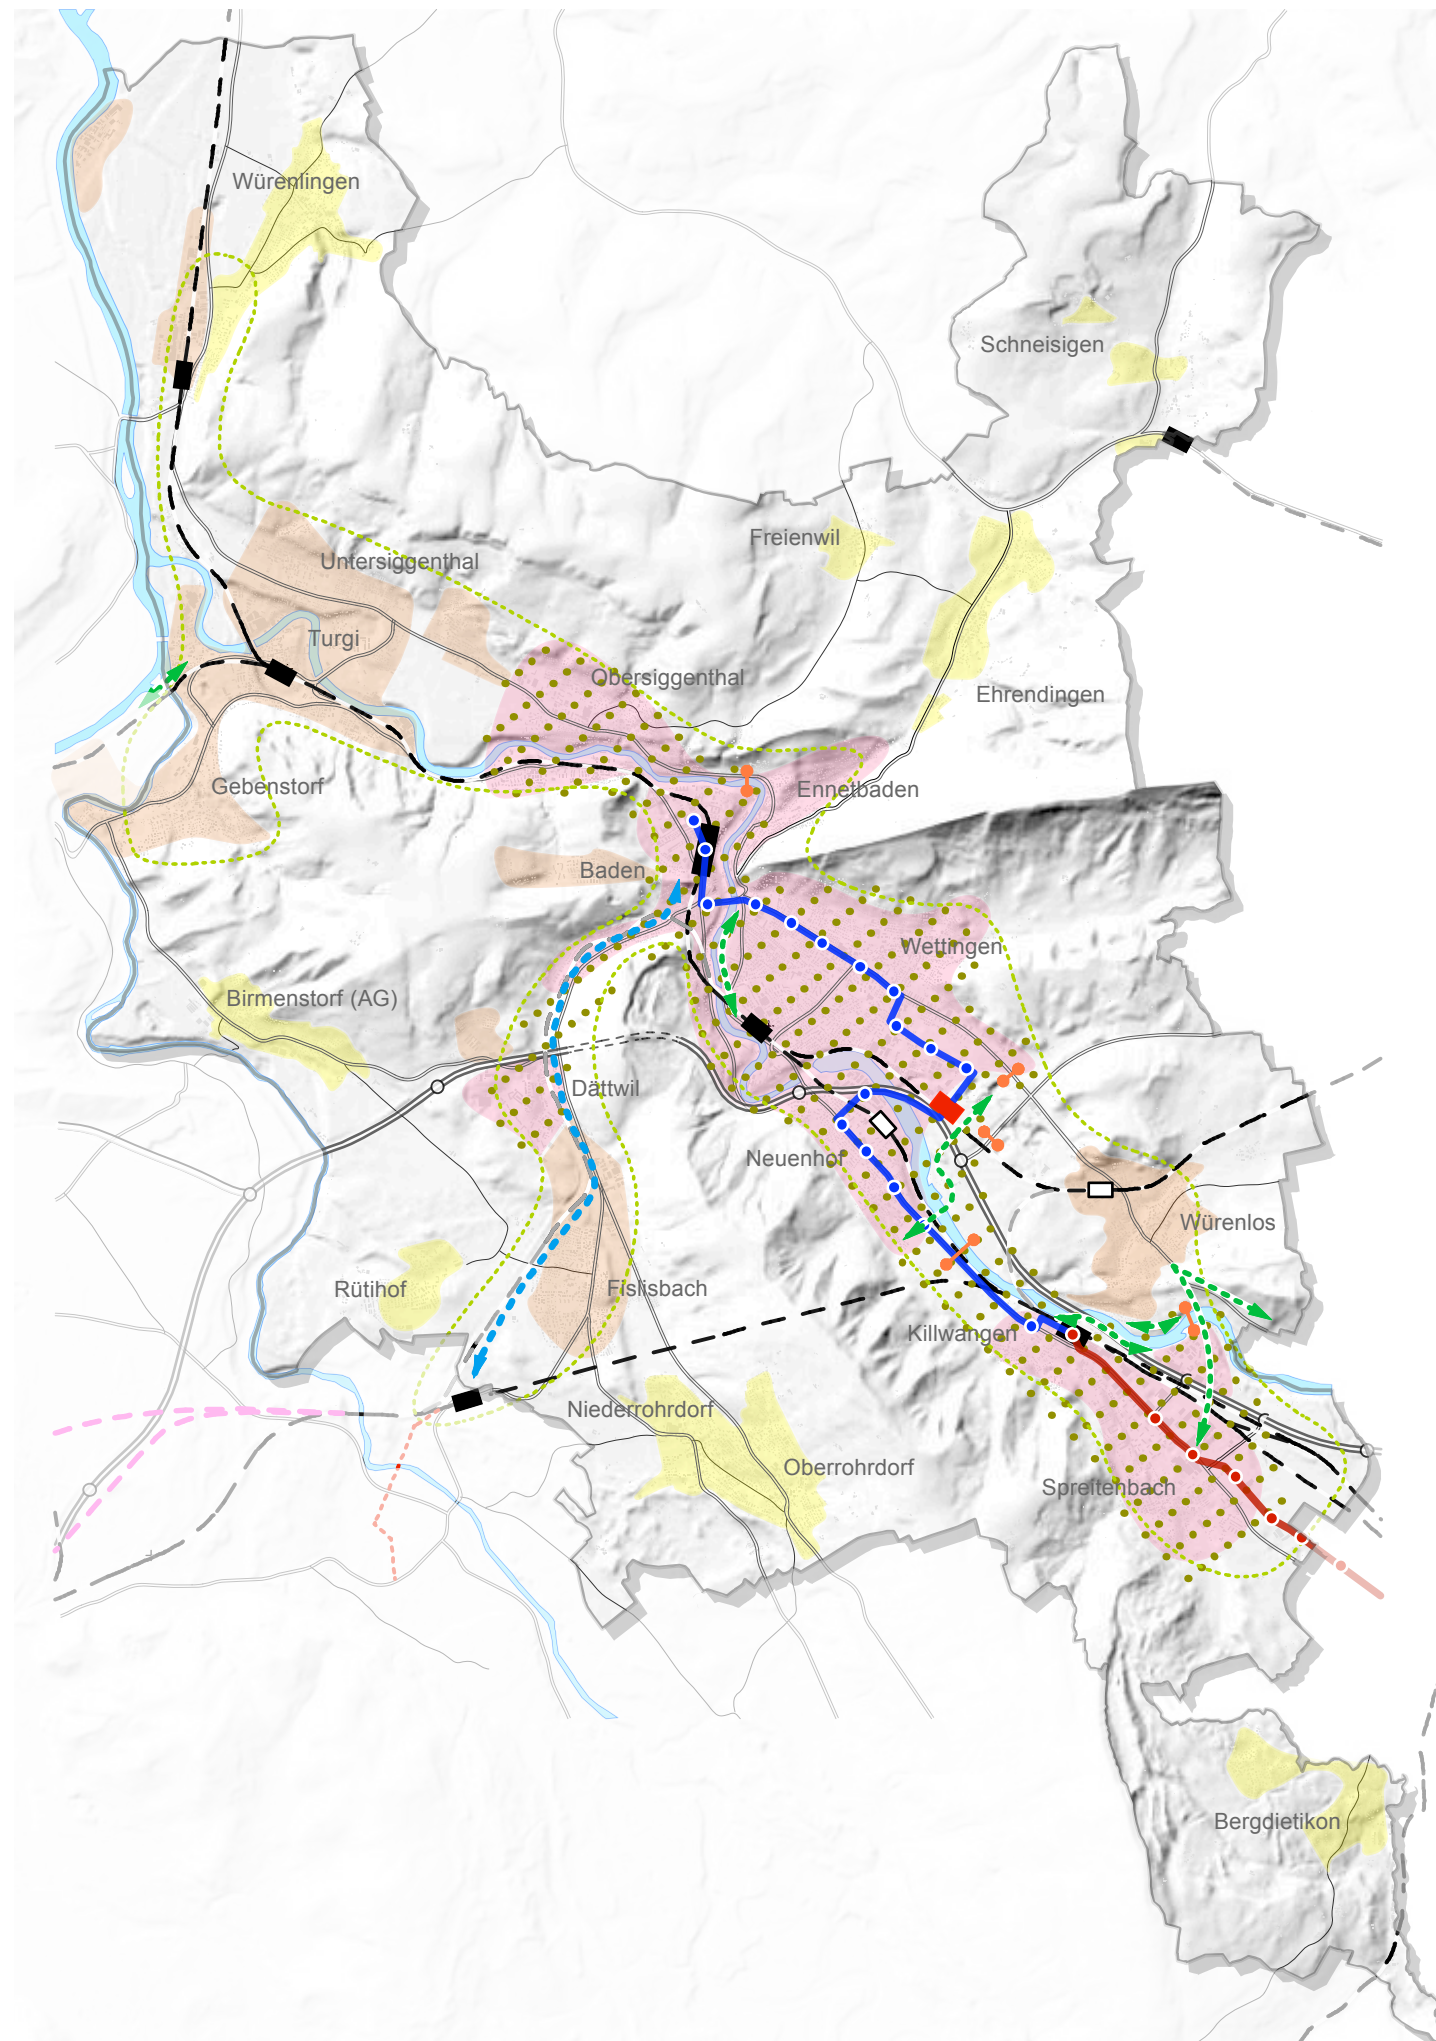 Würenlingen
Schneisigen
Freienwil
Untersiggenthal
Turgi
Obersiggenthal
Ehrendingen
Gebenstorf
Ennetbaden
Baden
Wettingen
Birmenstorf (AG)
Dättwil
Neuenhof
Würenlos
Rütihof
Fislisbach
Killwangen
Niederrohrdorf
Oberrohrdorf
Spreitenbach
Bergdietikon